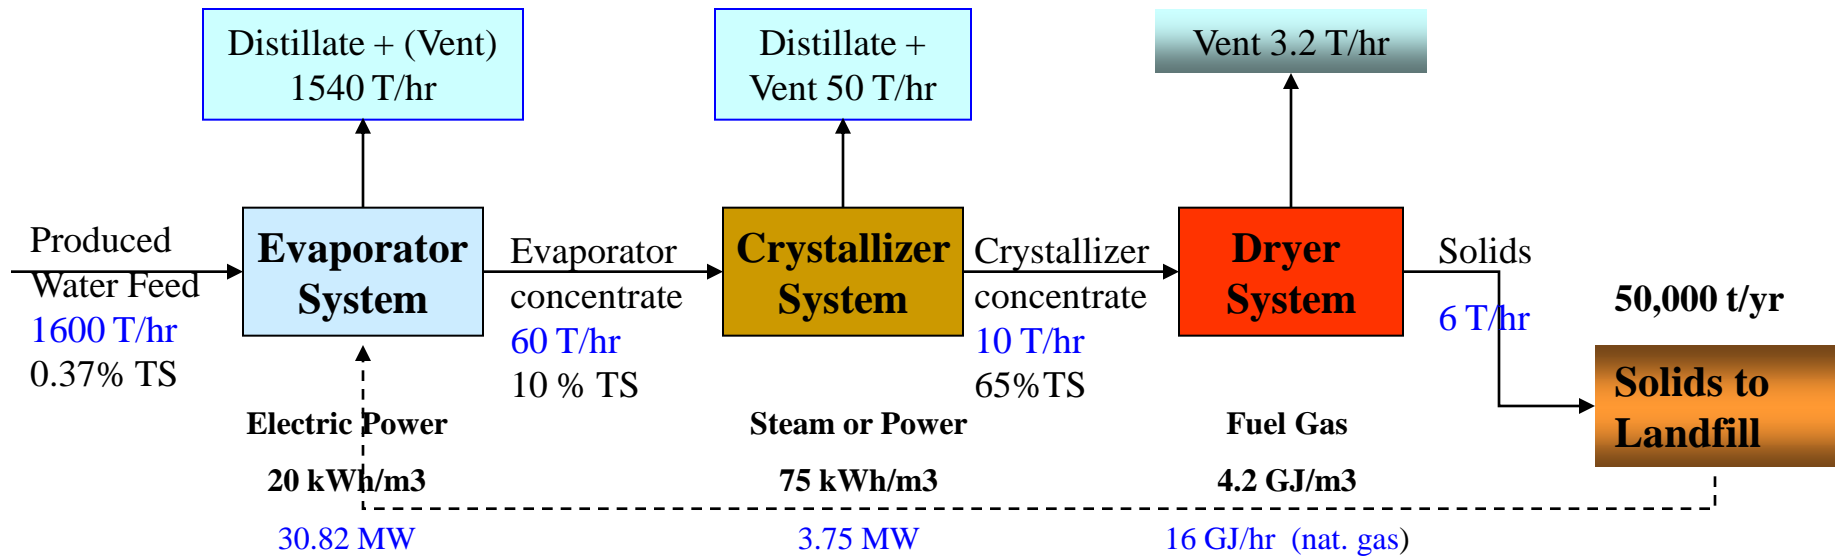 Distillate + (Vent)
1540 T/hr
Distillate +
Vent 50 T/hr
Vent 3.2 T/hr
Produced
Water Feed
1600 T/hr
0.37% TS
Evaporator
System
Evaporator
concentrate
60 T/hr
10 % TS
Crystallizer
System
Crystallizer
concentrate
10 T/hr
65%TS
Dryer
System
Solids
6 T/hr
50,000 t/yr
Solids to
Landfill
Electric Power
20 kWh/m3
30.82 MW
Steam or Power
75 kWh/m3
3.75 MW
Fuel Gas
4.2 GJ/m3
16 GJ/hr (nat. gas)